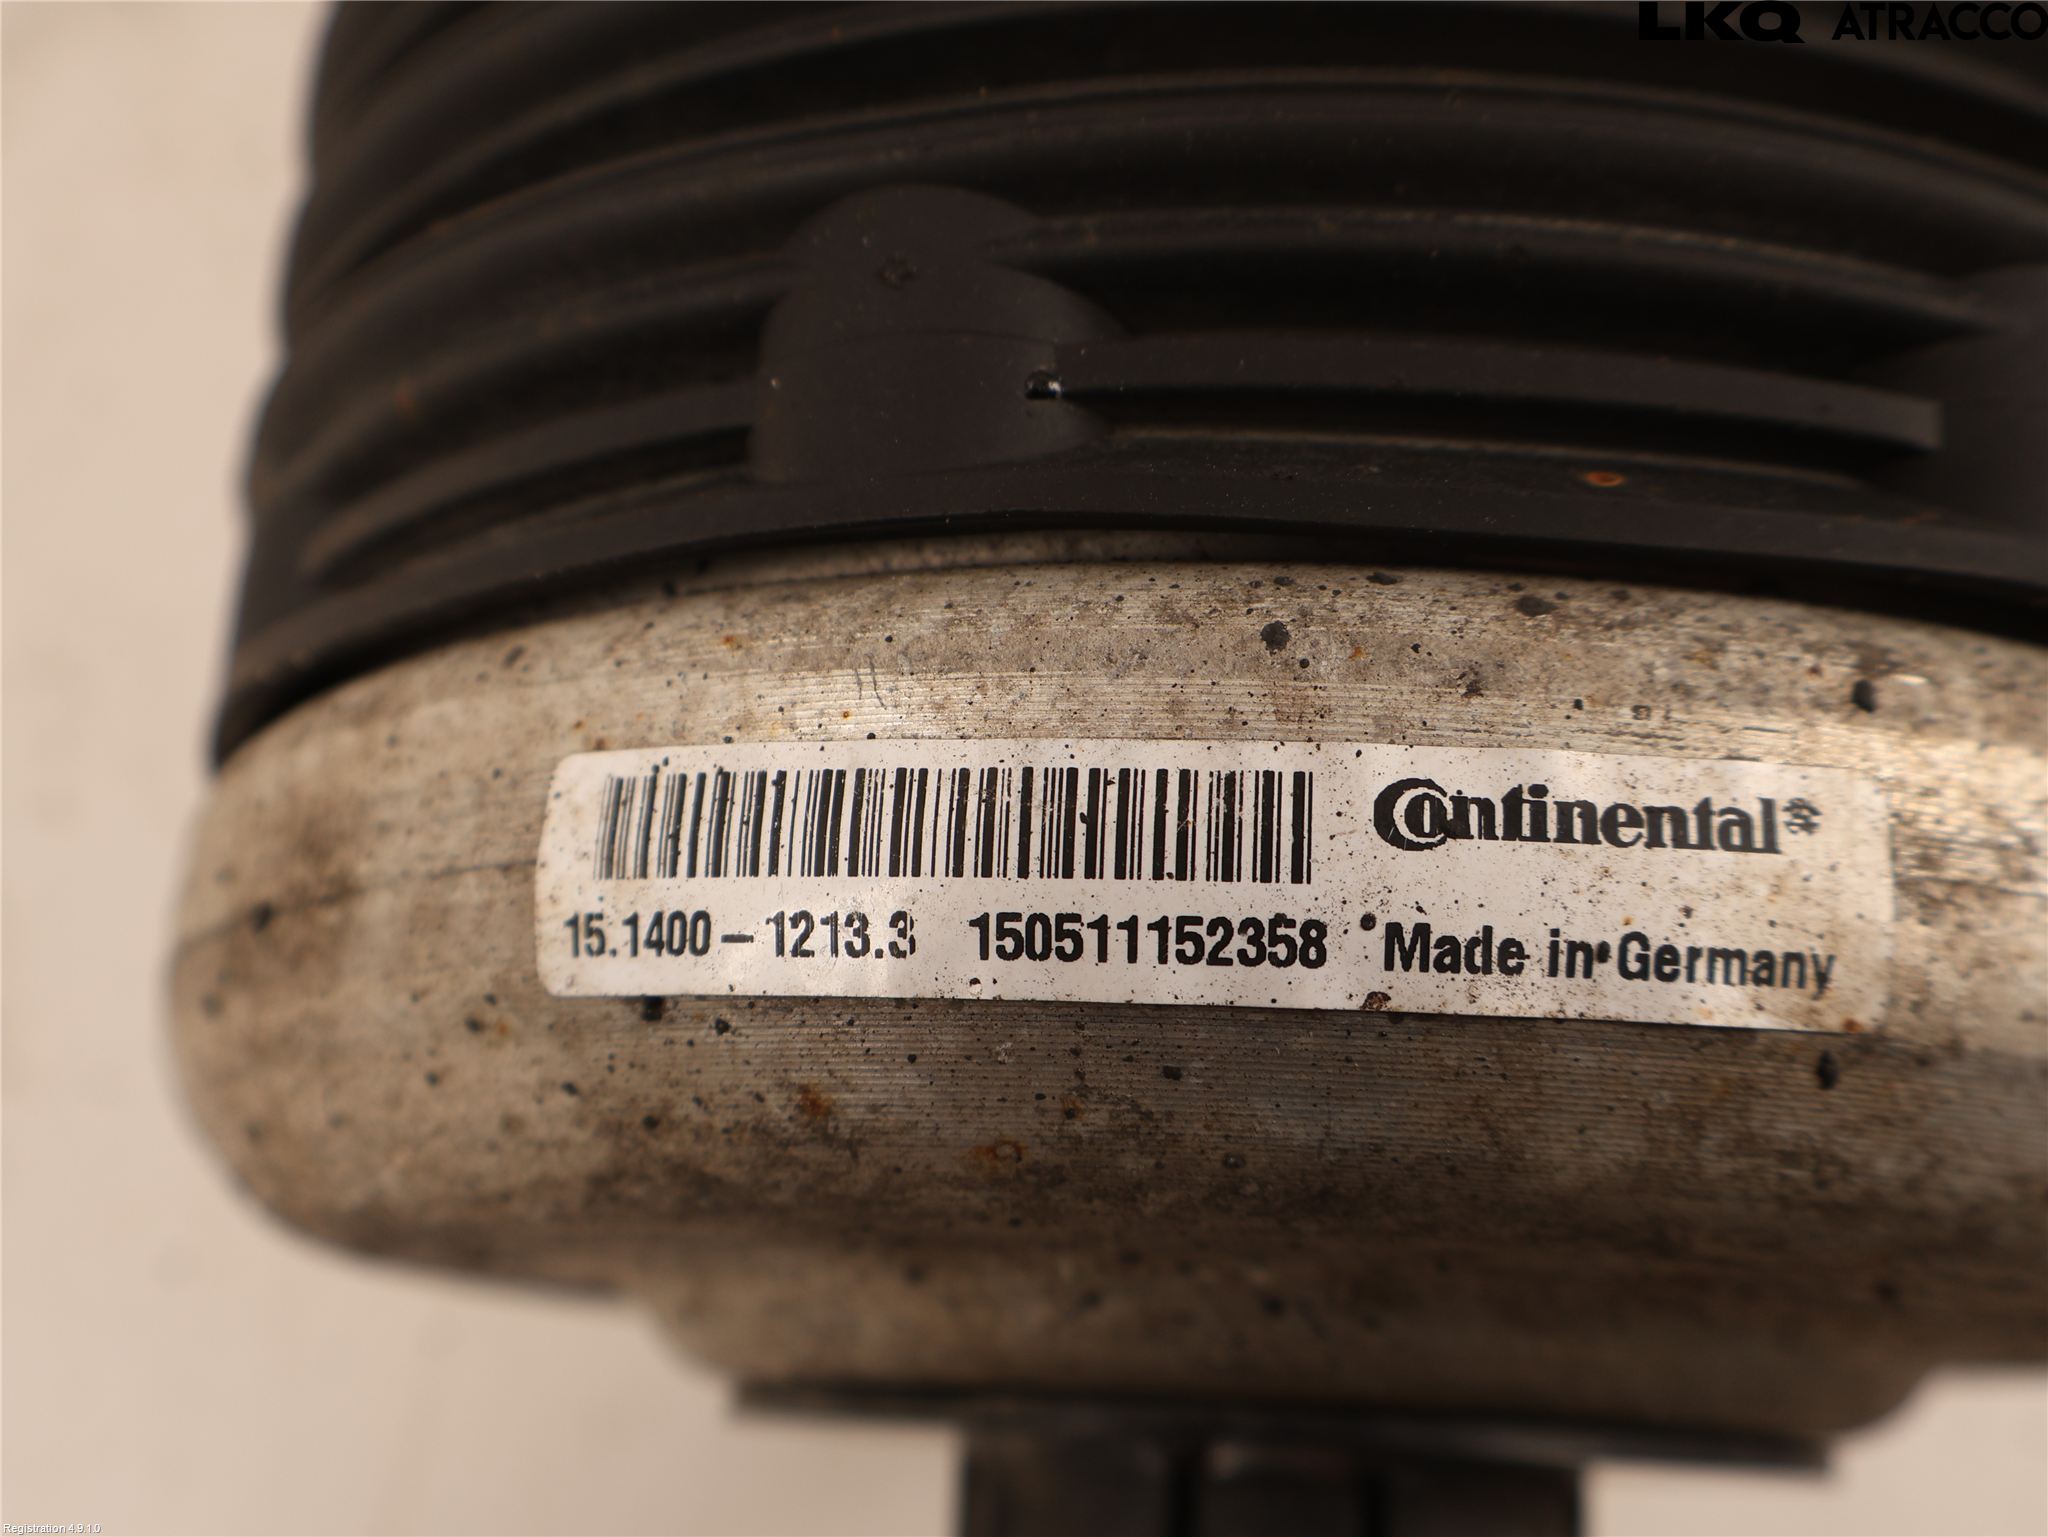 LKQ ATRACCO
Continental®
15.1400-1213.3 150511152358 Made in Germany
Registration 4.9.1.0